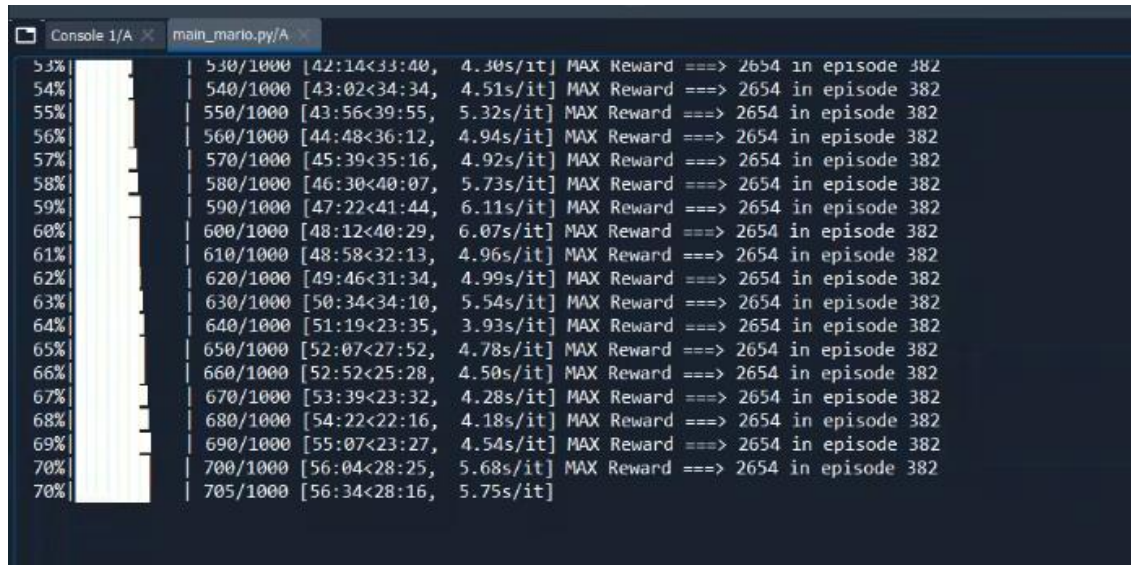 Console 1/A × main_mario.py/A ×
53%| | 530/1000 [42:14<33:40, 4.30s/it] MAX Reward ===> 2654 in episode 382
54%| | 540/1000 [43:02<34:34, 4.51s/it] MAX Reward ===> 2654 in episode 382
55%| | 550/1000 [43:56<39:55, 5.32s/it] MAX Reward ===> 2654 in episode 382
56%| | 560/1000 [44:48<36:12, 4.94s/it] MAX Reward ===> 2654 in episode 382
57%| | 570/1000 [45:39<35:16, 4.92s/it] MAX Reward ===> 2654 in episode 382
58%| | 580/1000 [46:30<40:07, 5.73s/it] MAX Reward ===> 2654 in episode 382
59%| | 590/1000 [47:22<41:44, 6.11s/it] MAX Reward ===> 2654 in episode 382
60%| | 600/1000 [48:12<40:29, 6.07s/it] MAX Reward ===> 2654 in episode 382
61%| | 610/1000 [48:58<32:13, 4.96s/it] MAX Reward ===> 2654 in episode 382
62%| | 620/1000 [49:46<31:34, 4.99s/it] MAX Reward ===> 2654 in episode 382
63%| | 630/1000 [50:34<34:10, 5.54s/it] MAX Reward ===> 2654 in episode 382
64%| | 640/1000 [51:19<23:35, 3.93s/it] MAX Reward ===> 2654 in episode 382
65%| | 650/1000 [52:07<27:52, 4.78s/it] MAX Reward ===> 2654 in episode 382
66%| | 660/1000 [52:52<25:28, 4.50s/it] MAX Reward ===> 2654 in episode 382
67%| | 670/1000 [53:39<23:32, 4.28s/it] MAX Reward ===> 2654 in episode 382
68%| | 680/1000 [54:22<22:16, 4.18s/it] MAX Reward ===> 2654 in episode 382
69%| | 690/1000 [55:07<23:27, 4.54s/it] MAX Reward ===> 2654 in episode 382
70%| | 700/1000 [56:04<28:25, 5.68s/it] MAX Reward ===> 2654 in episode 382
70%| | 705/1000 [56:34<28:16, 5.75s/it]